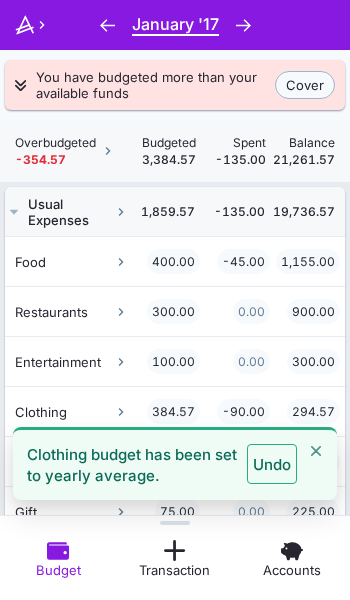 January '17
You have budgeted more than your
available funds
Cover
Overbudgeted Budgeted Spent Balance
-354.57 3,384.57 -135.00 21,261.57
Usual
Expenses 1,859.57 -135.00 19,736.57
Food 400.00 -45.00 1,155.00
Restaurants 300.00 0.00 900.00
Entertainment 100.00 0.00 300.00
Clothing 384.57 -90.00 294.57
Clothing budget has been set
to yearly average.
Undo
Gift 75.00 0.00 225.00
Budget Transaction Accounts